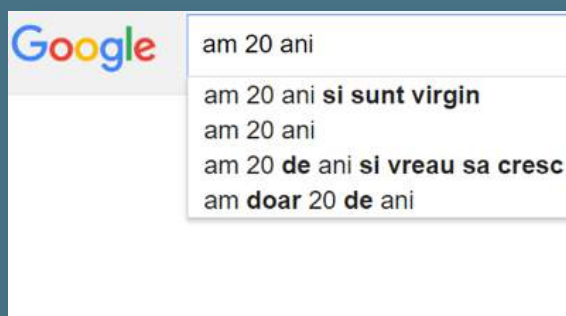 Google
am 20 ani
am 20 ani si sunt virgin
am 20 ani
am 20 de ani si vreau sa cresc
am doar 20 de ani